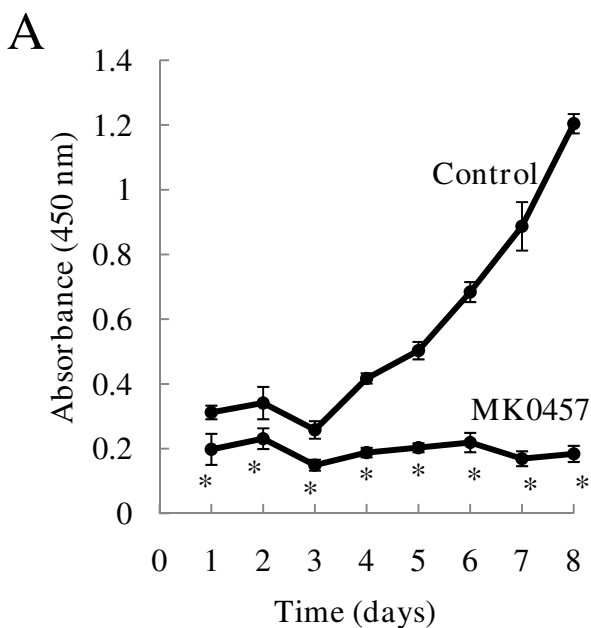 A
1.4
1.2
1
0.8
0.6
0.4
0.2
0
Absorbance (450 nm)
Control
MK0457
* * * * * * * *
0 1 2 3 4 5 6 7 8
Time (days)